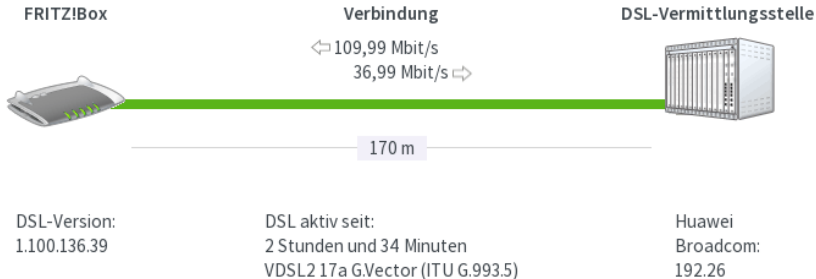 FRITZ!Box
Verbindung
DSL-Vermittlungsstelle
109,99 Mbit/s
36,99 Mbit/s
170 m
DSL-Version:
1.100.136.39
DSL aktiv seit:
2 Stunden und 34 Minuten
VDSL2 17a G.Vector (ITU G.993.5)
Huawei
Broadcom:
192.26